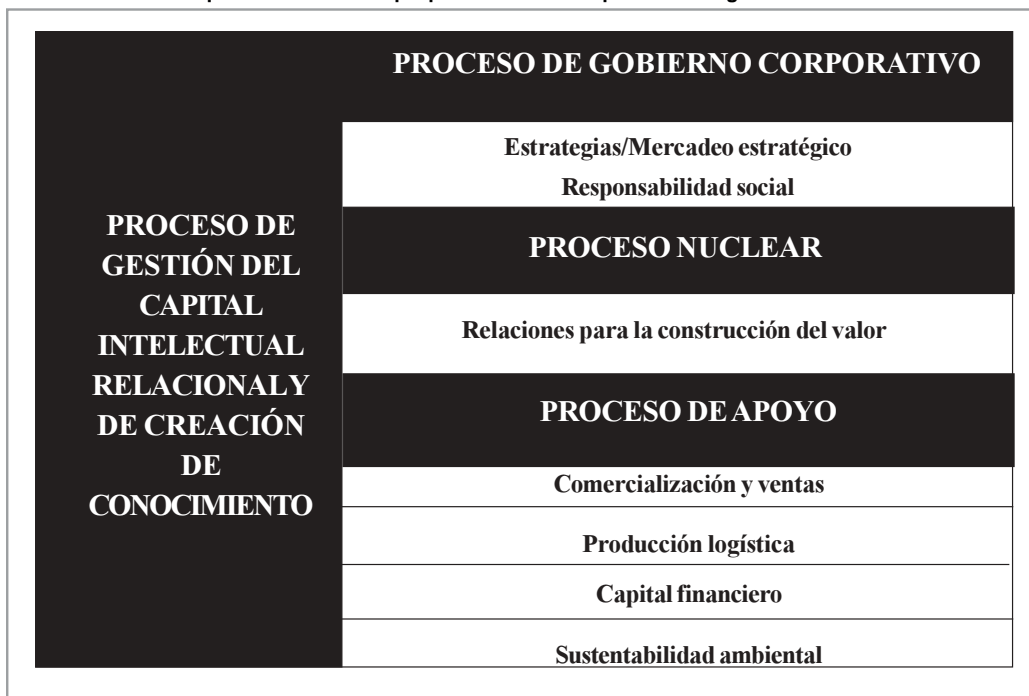 PROCESO DE GOBIERNO CORPORATIVO
Estrategias/Mercadeo estratégico
Responsabilidad social
PROCESO DE
GESTIÓN DEL
CAPITAL
INTELECTUAL
RELACIONAL Y
DE CREACIÓN
DE
CONOCIMIENTO
PROCESO NUCLEAR
Relaciones para la construcción del valor
PROCESO DE APOYO
Comercialización y ventas
Producción logística
Capital financiero
Sustentabilidad ambiental